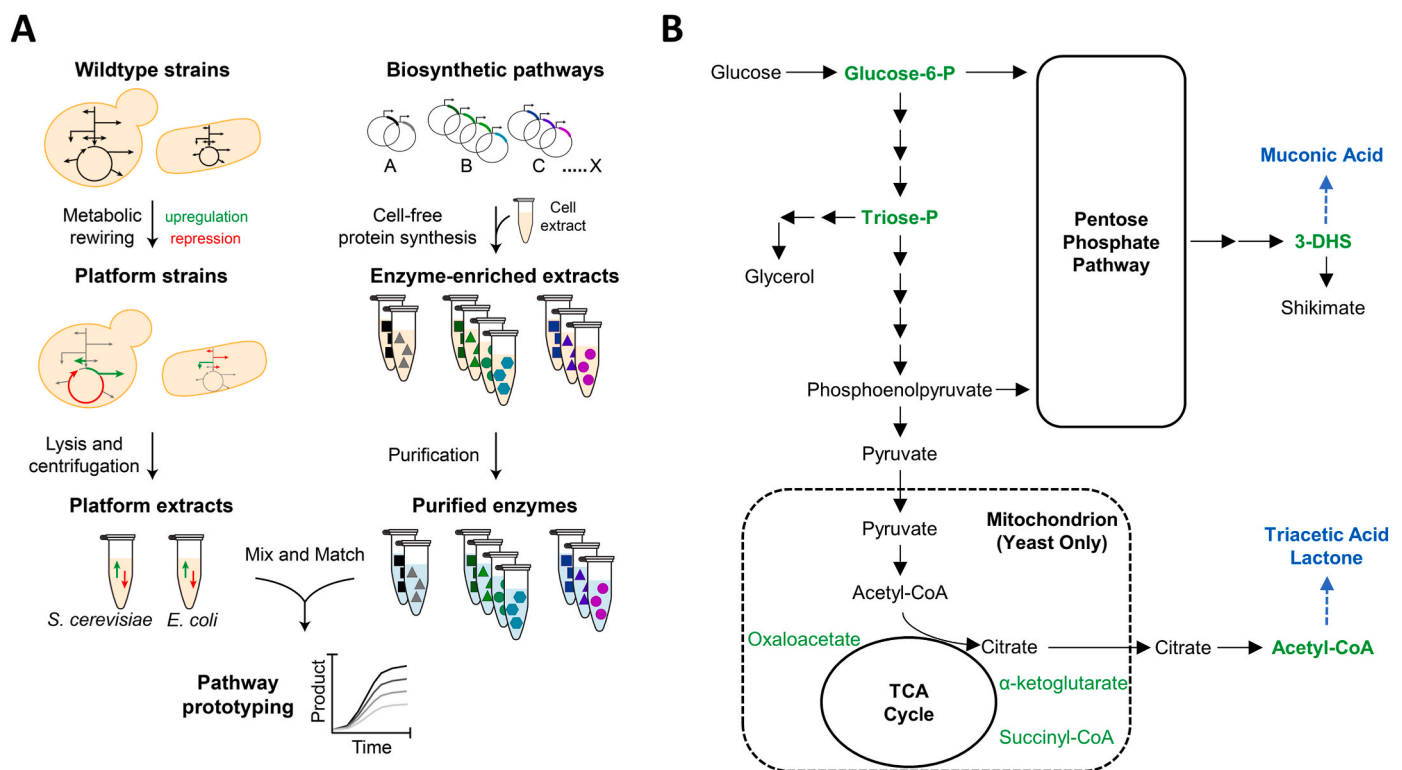 A
Wildtype strains
Metabolic
rewiring
upregulation
repression
Platform strains
Lysis and
centrifugation
Platform extracts
S. cerevisiae
E. coli
Biosynthetic pathways
A
B
C
.....X
Cell-free
protein synthesis
Cell
extract
Enzyme-enriched extracts
Purification
Purified enzymes
Mix and Match
Pathway
prototyping
Product
Time
B
Glucose
Glucose-6-P
Triose-P
Glycerol
Phosphoenolpyruvate
Pentose
Phosphate
Pathway
Muconic Acid
3-DHS
Shikimate
Pyruvate
Mitochondrion
(Yeast Only)
Pyruvate
Acetyl-CoA
Oxaloacetate
Citrate
Citrate
Acetyl-CoA
Triacetic Acid
Lactone
TCA
Cycle
α-ketoglutarate
Succinyl-CoA